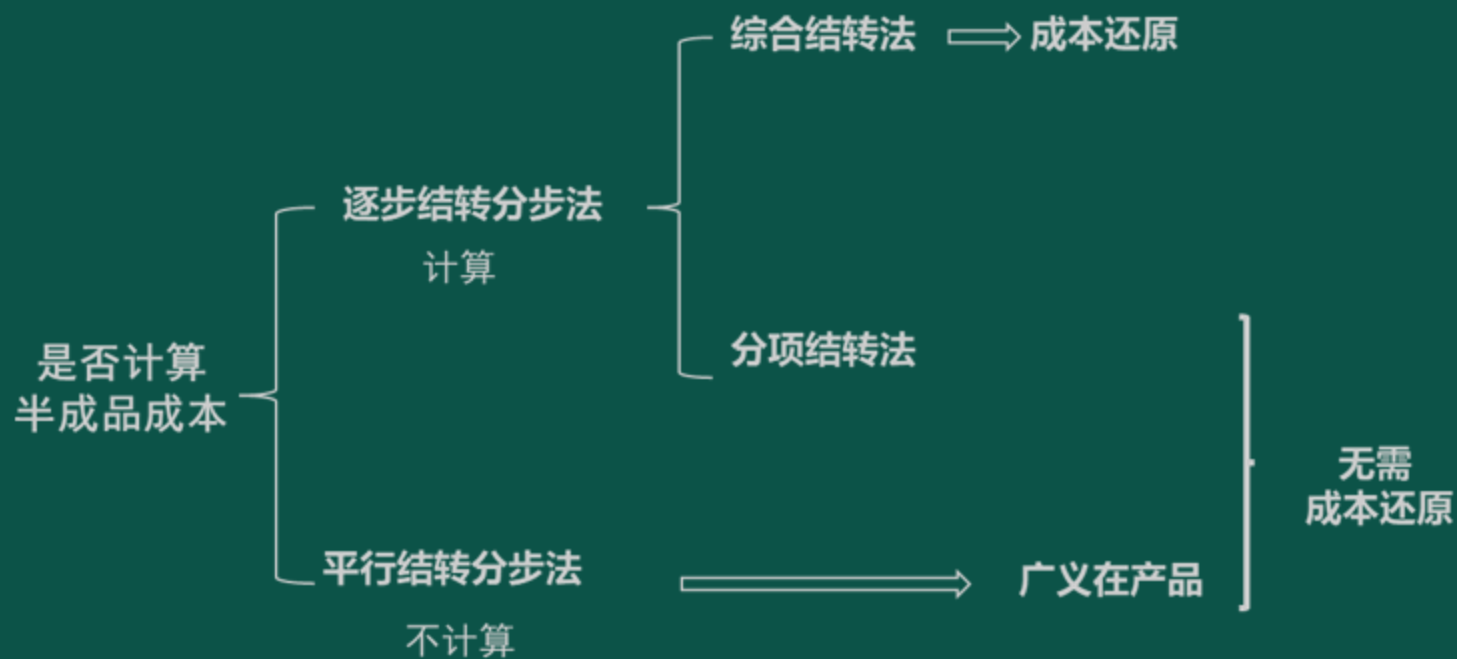 综合结转法
成本还原
逐步结转分步法
计算
分项结转法
是否计算
半成品成本
无需
成本还原
平行结转分步法
广义在产品
不计算